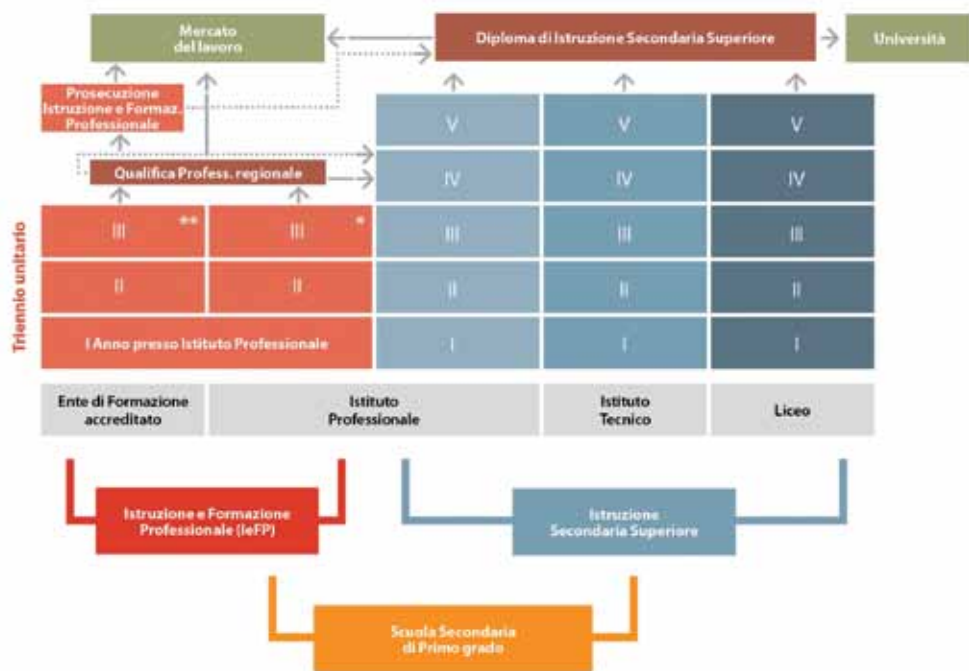 Mercato
del lavoro
Diploma di Istruzione Secondaria Superiore
Università
Prosecuzione
Istruzione e Formaz.
Professionale
Qualifica Profess. regionale
V
V
V
IV
IV
IV
Triennio unitario
III **
III *
III
III
III
II
II
II
II
II
I Anno presso Istituto Professionale
I
I
I
Ente di Formazione
accreditato
Istituto
Professionale
Istituto
Tecnico
Liceo
Istruzione e Formazione
Professionale (IeFP)
Istruzione
Secondaria Superiore
Scuola Secondaria
di Primo grado